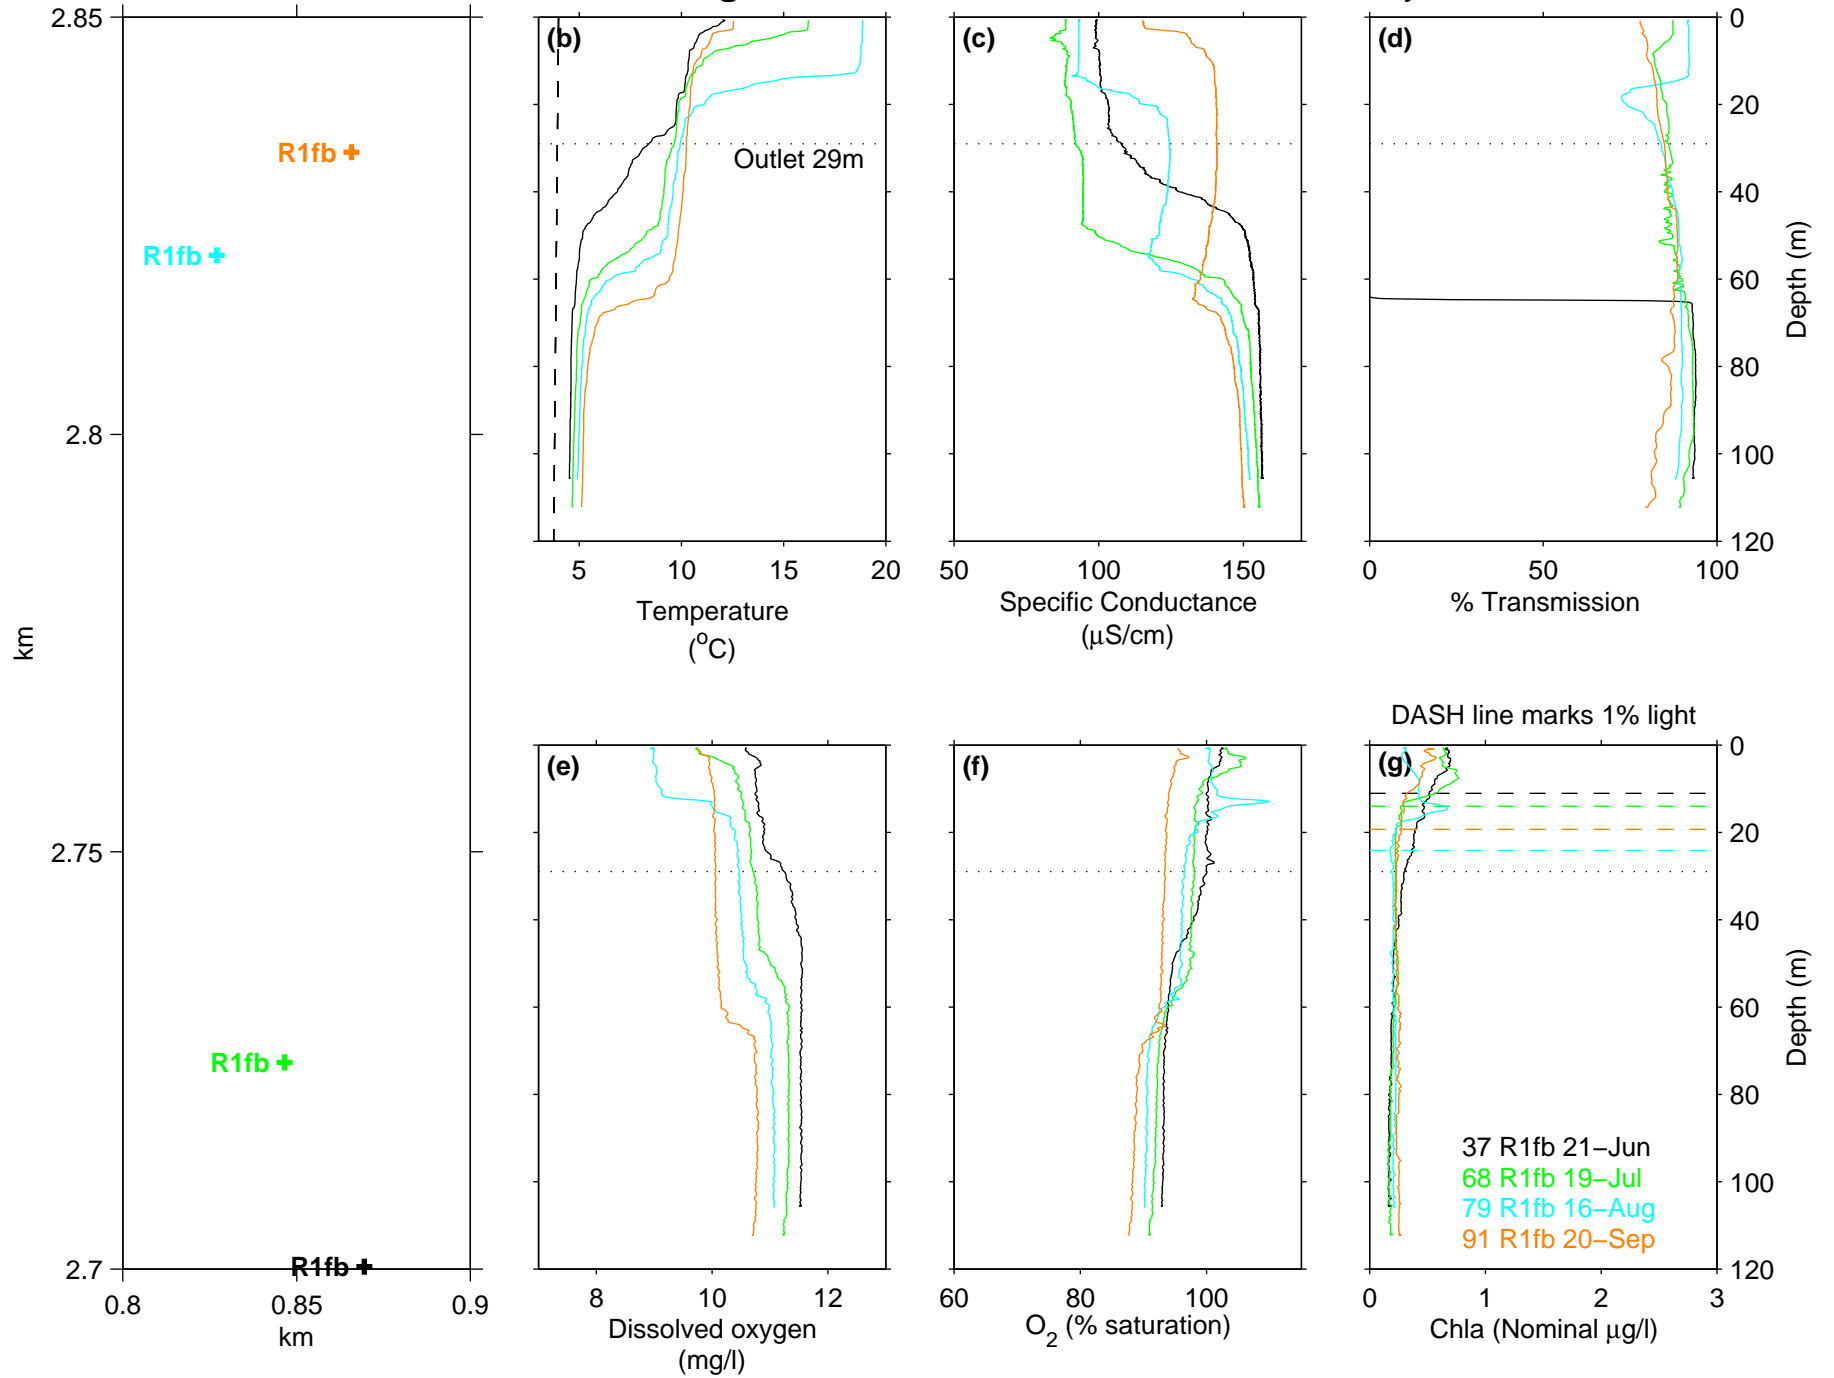 2.85
2.8
2.75
2.7
km
0.8 0.85 0.9
km
R1fb
R1fb
R1fb
R1fb
(b)
Outlet 29m
5 10 15 20
Temperature
(oC)
(c)
50 100 150
Specific Conductance
(μS/cm)
(d)
0 50 100
% Transmission
0
20
40
60
80
100
120
Depth (m)
(e)
8 10 12
Dissolved oxygen
(mg/l)
(f)
60 80 100
O2 (% saturation)
DASH line marks 1% light
(g)
37 R1fb 21−Jun
68 R1fb 19−Jul
79 R1fb 16−Aug
91 R1fb 20−Sep
0 1 2 3
Chla (Nominal μg/l)
0
20
40
60
80
100
120
Depth (m)